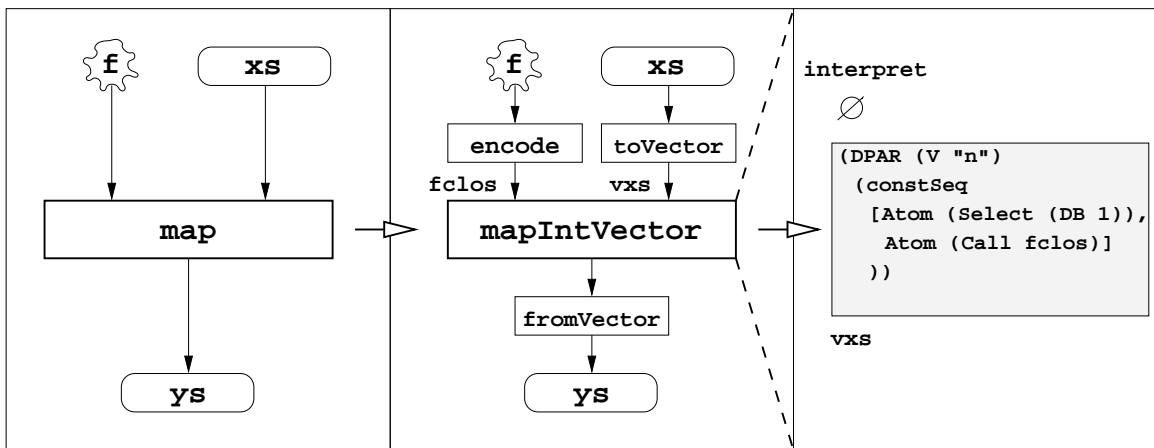 f
xs
map
ys
f
xs
encode
toVector
fclos
vxs
mapIntVector
fromVector
ys
interpret
∅
(DPAR (V "n")
(constSeq
[Atom (Select (DB 1)),
Atom (Call fclos)]
))
vxs